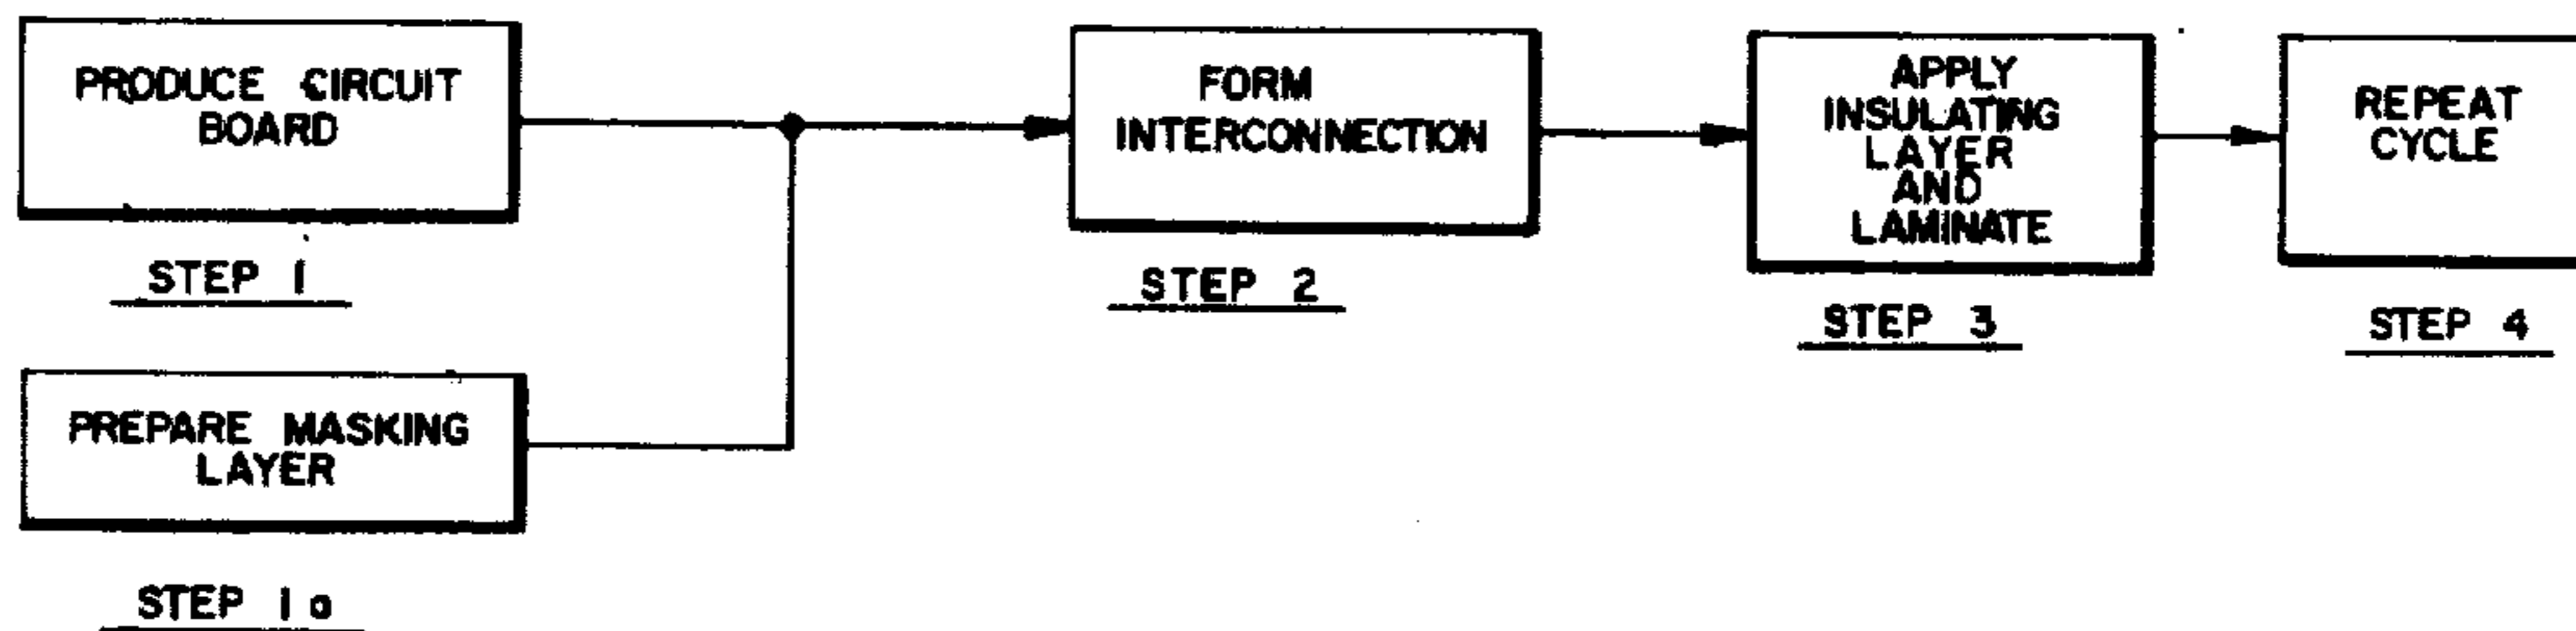 PRODUCE CIRCUIT
BOARD
STEP 1
PREPARE MASKING
LAYER
STEP 1a
FORM
INTERCONNECTION
STEP 2
APPLY
INSULATING
LAYER
AND
LAMINATE
STEP 3
REPEAT
CYCLE
STEP 4